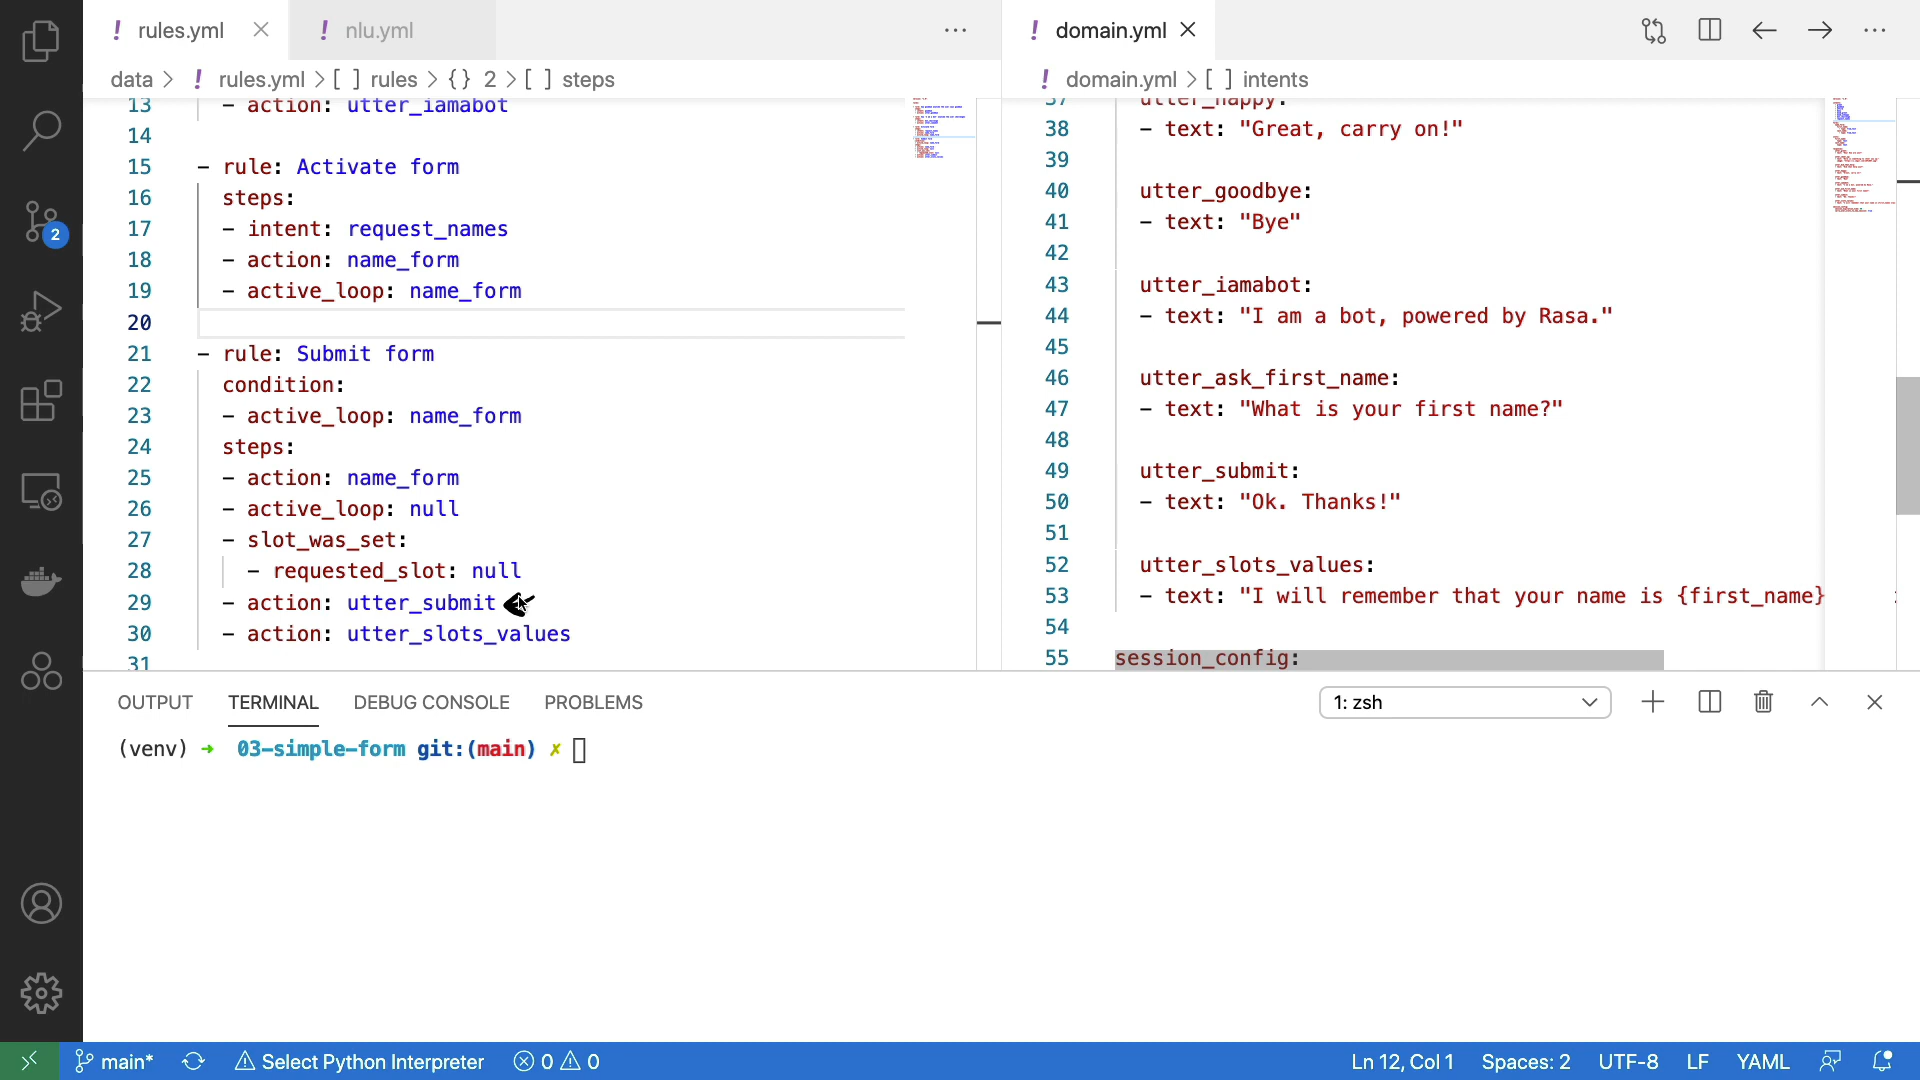 rules.yml
nlu.yml
domain.yml
data > ! rules.yml > [ ] rules > {} 2 > [ ] steps
! domain.yml > [ ] intents
13 - action: utter_iamabot
14
15 - rule: Activate form
16 steps:
17 - intent: request_names
18 - action: name_form
19 - active_loop: name_form
20
21 - rule: Submit form
22 condition:
23 - active_loop: name_form
24 steps:
25 - action: name_form
26 - active_loop: null
27 - slot_was_set:
28 - requested_slot: null
29 - action: utter_submit
30 - action: utter_slots_values
31
37 utter_happy:
38 - text: "Great, carry on!"
39
40 utter_goodbye:
41 - text: "Bye"
42
43 utter_iamabot:
44 - text: "I am a bot, powered by Rasa."
45
46 utter_ask_first_name:
47 - text: "What is your first name?"
48
49 utter_submit:
50 - text: "Ok. Thanks!"
51
52 utter_slots_values:
53 - text: "I will remember that your name is {first_name}
54
55 session_config:
2
OUTPUT TERMINAL DEBUG CONSOLE PROBLEMS
1: zsh
(venv) → 03-simple-form git:(main) ✗
main* Select Python Interpreter 0 0
Ln 12, Col 1 Spaces: 2 UTF-8 LF YAML